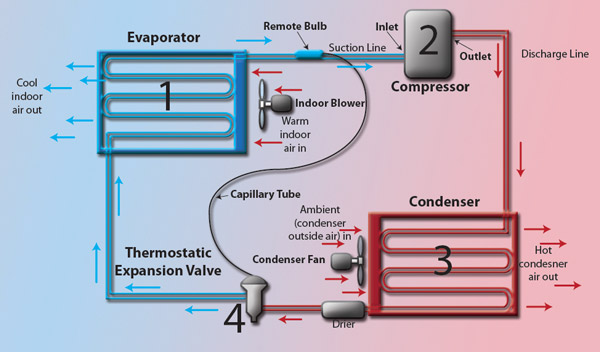 Evaporator
Remote Bulb
Inlet
2
Suction Line
Outlet
Discharge Line
Compressor
Cool
indoor
air out
1
Indoor Blower
Warm
indoor
air in
Capillary Tube
Condenser
Ambient
(condenser
outside air) in
Condenser Fan
3
Hot
condesner
air out
Thermostatic
Expansion Valve
4
Drier